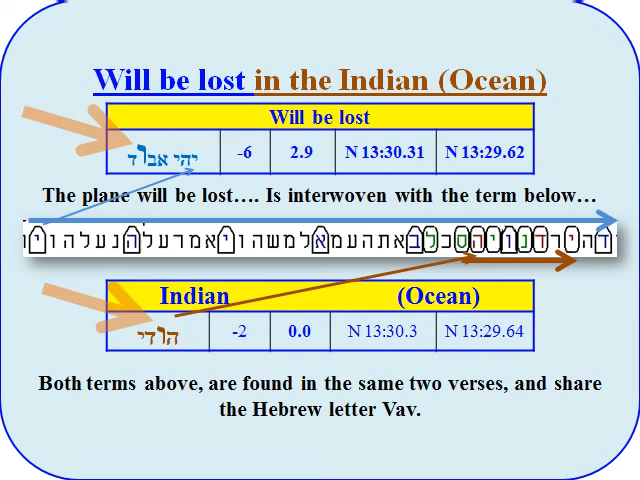 Will be lost in the Indian (Ocean)
Will be lost
יהי אבוד -6 2.9 N 13:30.31 N 13:29.62
The plane will be lost…. Is interwoven with the term below…
דהירדנויהסכלבאתהעמאלמשהויאמרעלהנעלהוי
Indian (Ocean)
הודי -2 0.0 N 13:30.3 N 13:29.64
Both terms above, are found in the same two verses, and share
the Hebrew letter Vav.